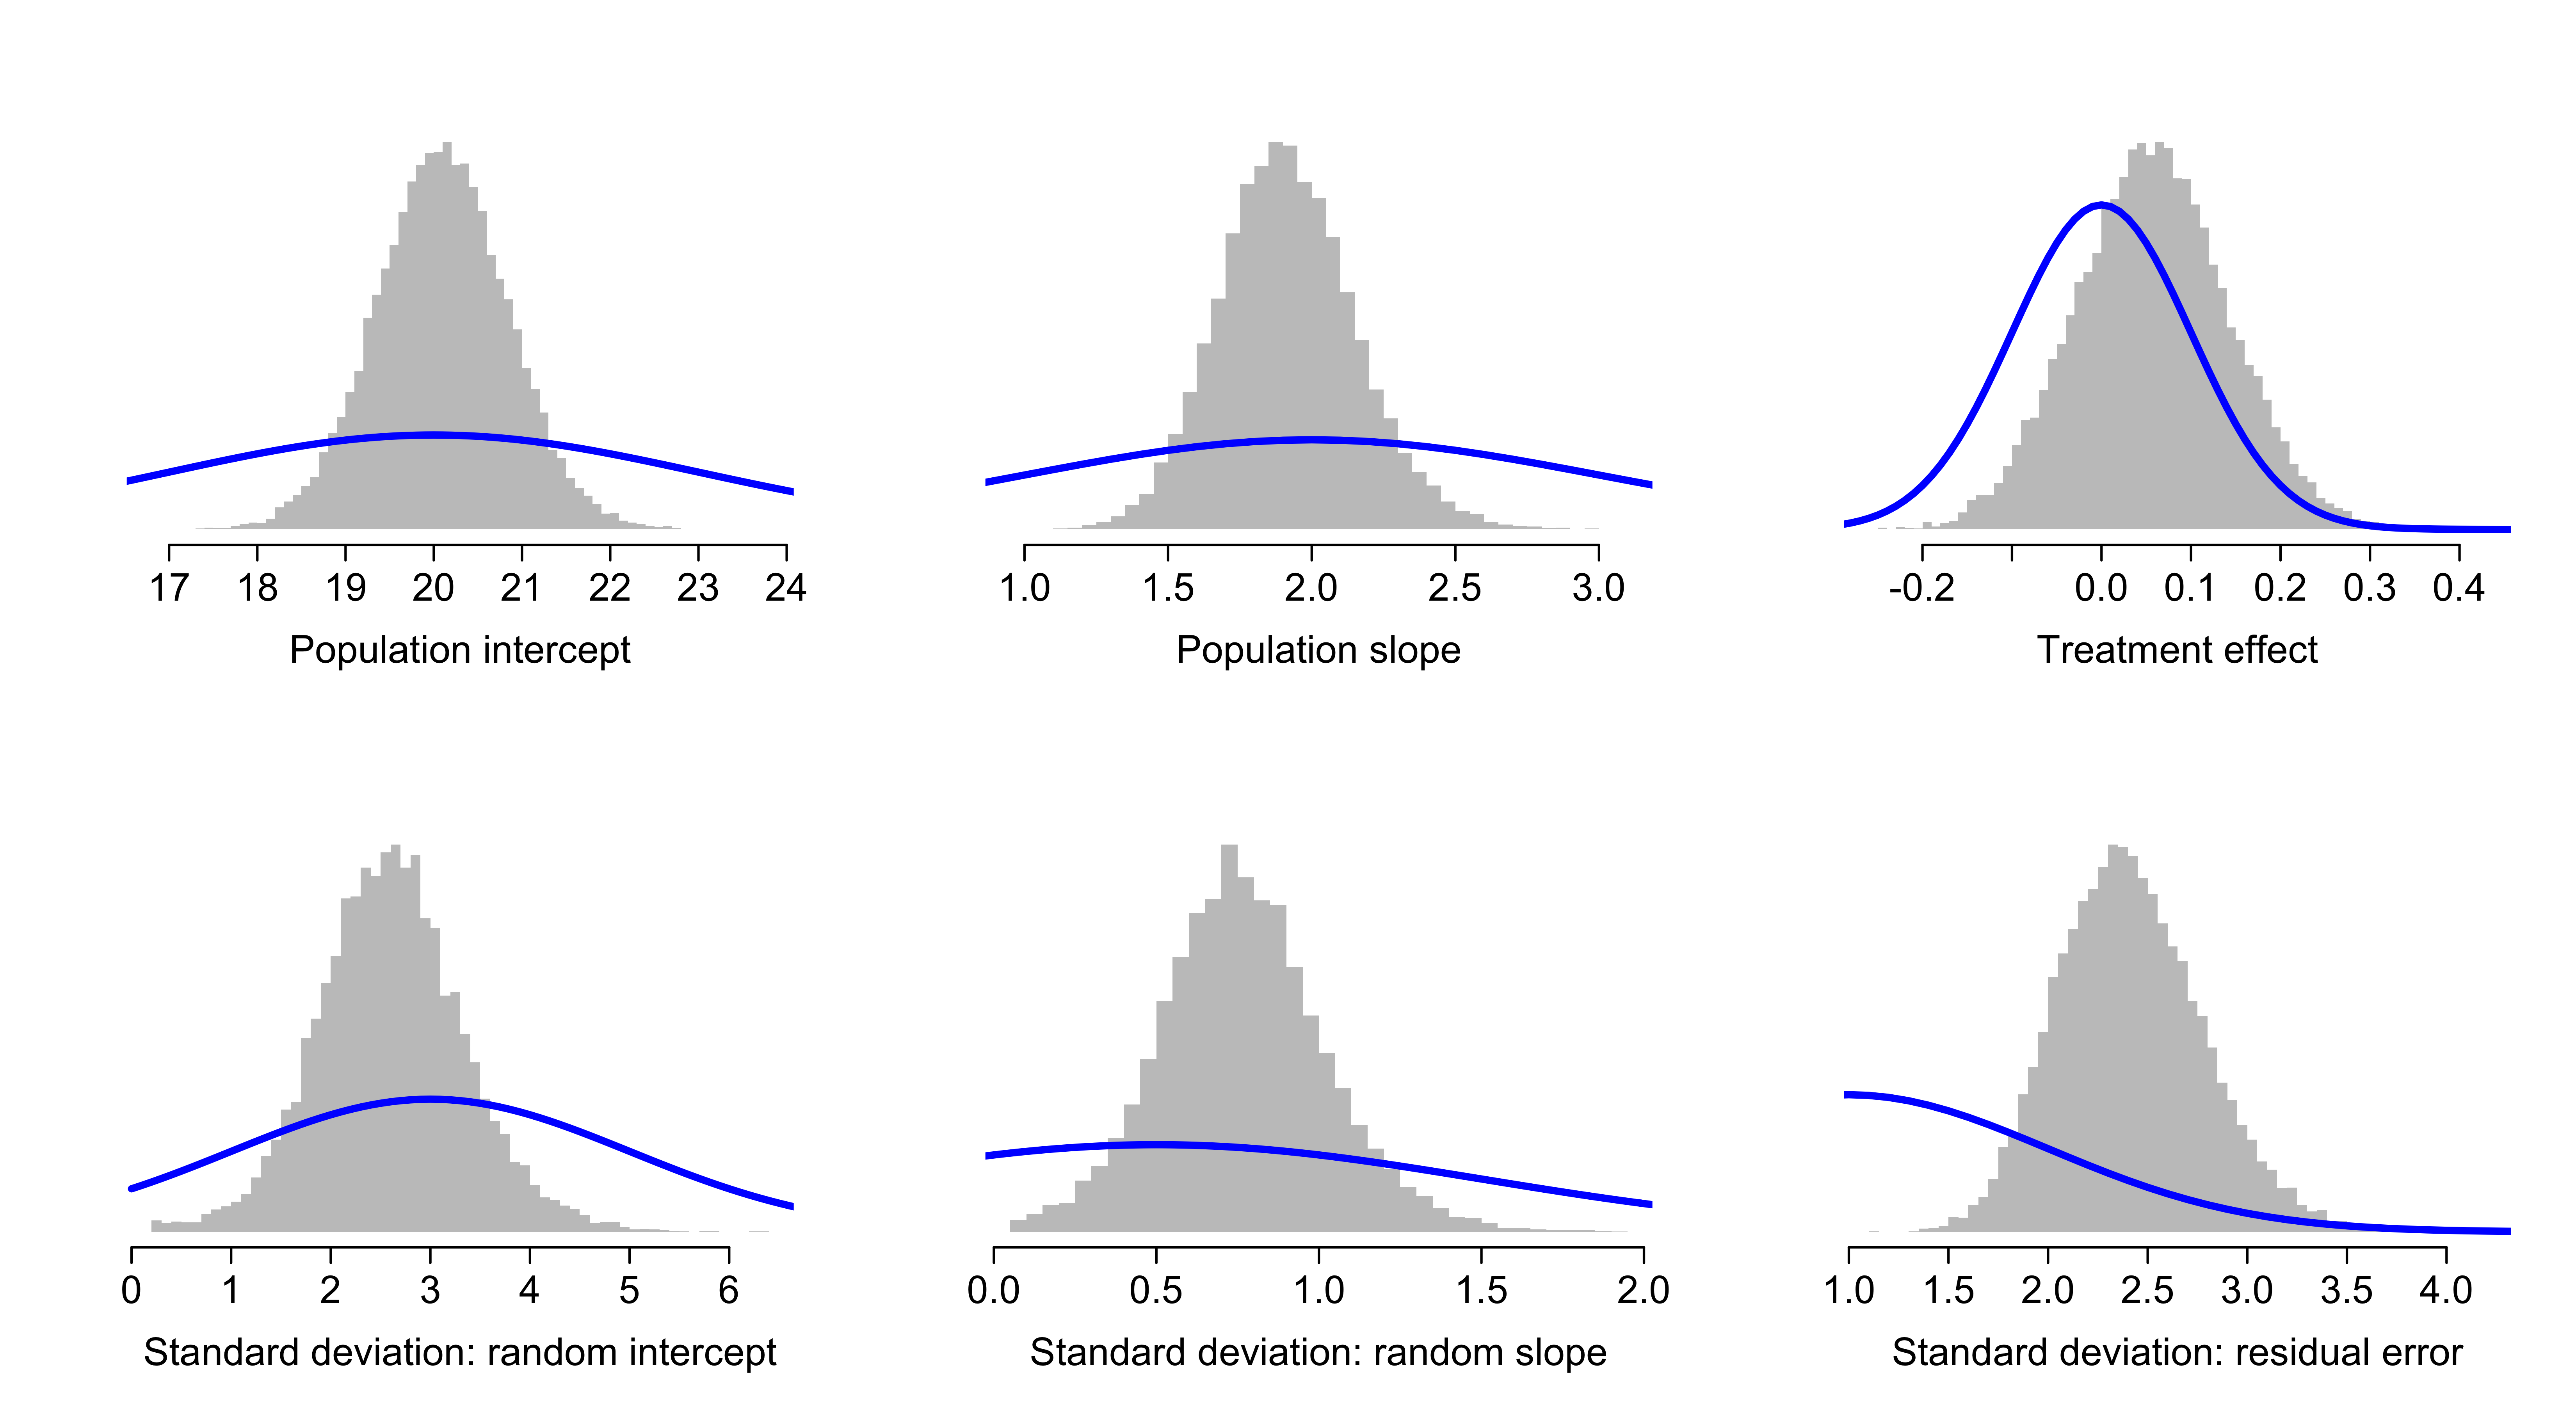 17 18 19 20 21 22 23 24
Population intercept
1.0 1.5 2.0 2.5 3.0
Population slope
-0.2 0.0 0.1 0.2 0.3 0.4
Treatment effect
0 1 2 3 4 5 6
Standard deviation: random intercept
0.0 0.5 1.0 1.5 2.0
Standard deviation: random slope
1.0 1.5 2.0 2.5 3.0 3.5 4.0
Standard deviation: residual error